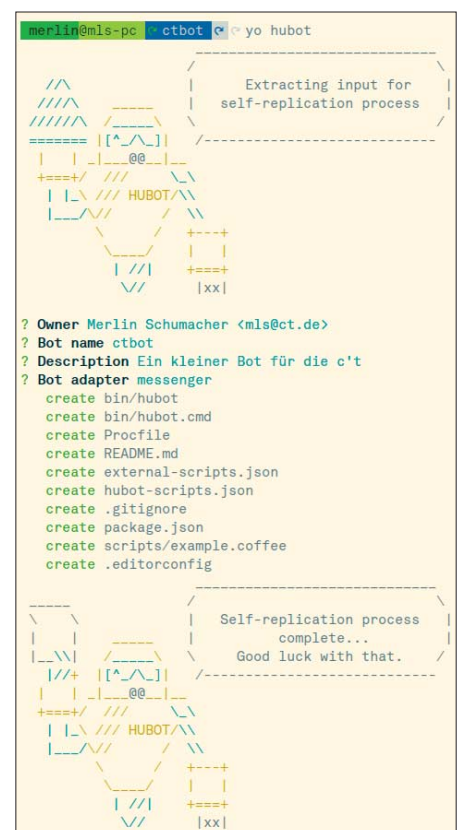 merlin@mls-pc ctbot yo hubot
Extracting input for
self-replication process
HUBOT
? Owner Merlin Schumacher <mls@ct.de>
? Bot name ctbot
? Description Ein kleiner Bot für die c't
? Bot adapter messenger
create bin/hubot
create bin/hubot.cmd
create Procfile
create README.md
create external-scripts.json
create hubot-scripts.json
create .gitignore
create package.json
create scripts/example.coffee
create .editorconfig
Self-replication process
complete...
Good luck with that.
HUBOT